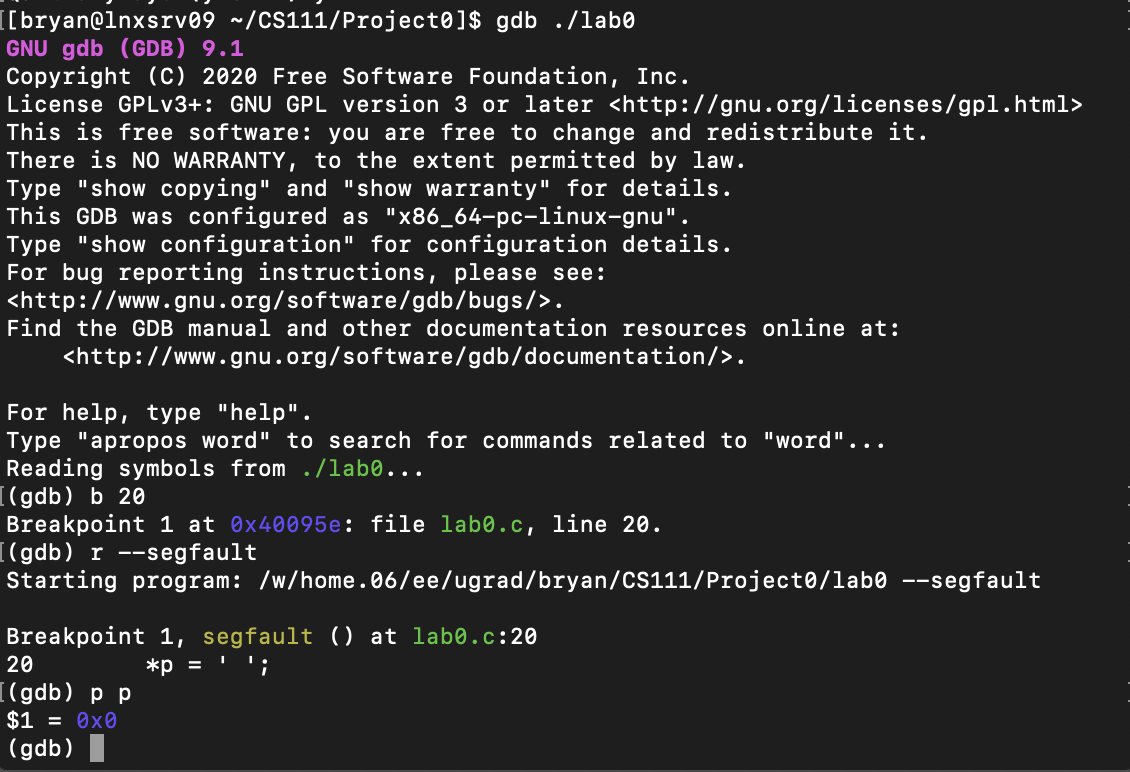 [[bryan@lnxsrv09 ~/CS111/Project0]$ gdb ./lab0
GNU gdb (GDB) 9.1
Copyright (C) 2020 Free Software Foundation, Inc.
License GPLv3+: GNU GPL version 3 or later <http://gnu.org/licenses/gpl.html>
This is free software: you are free to change and redistribute it.
There is NO WARRANTY, to the extent permitted by law.
Type "show copying" and "show warranty" for details.
This GDB was configured as "x86_64-pc-linux-gnu".
Type "show configuration" for configuration details.
For bug reporting instructions, please see:
<http://www.gnu.org/software/gdb/bugs/>.
Find the GDB manual and other documentation resources online at:
    <http://www.gnu.org/software/gdb/documentation/>.

For help, type "help".
Type "apropos word" to search for commands related to "word"...
Reading symbols from ./lab0...
[(gdb) b 20
Breakpoint 1 at 0x40095e: file lab0.c, line 20.
[(gdb) r --segfault
Starting program: /w/home.06/ee/ugrad/bryan/CS111/Project0/lab0 --segfault

Breakpoint 1, segfault () at lab0.c:20
20        *p = ' ';
[(gdb) p p
$1 = 0x0
(gdb)